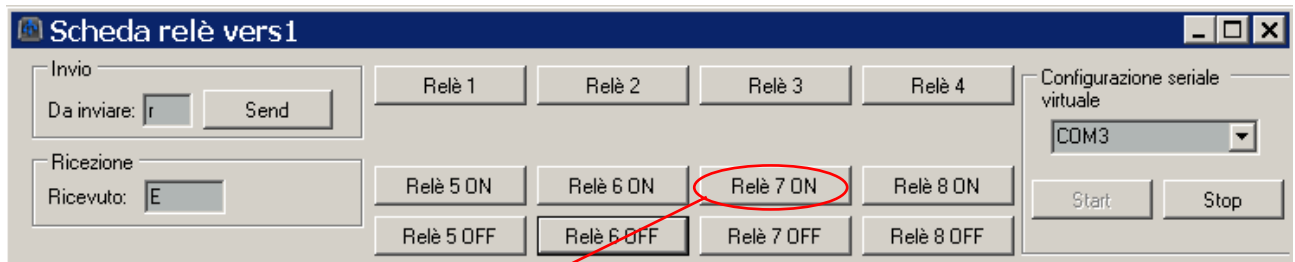 Scheda relè vers1
Invio
Da inviare: r Send
Ricezione
Ricevuto: E
Relè 1 Relè 2 Relè 3 Relè 4
Relè 5 ON Relè 6 ON Relè 7 ON Relè 8 ON
Relè 5 OFF Relè 6 OFF Relè 7 OFF Relè 8 OFF
Configurazione seriale
virtuale
COM3
Start Stop